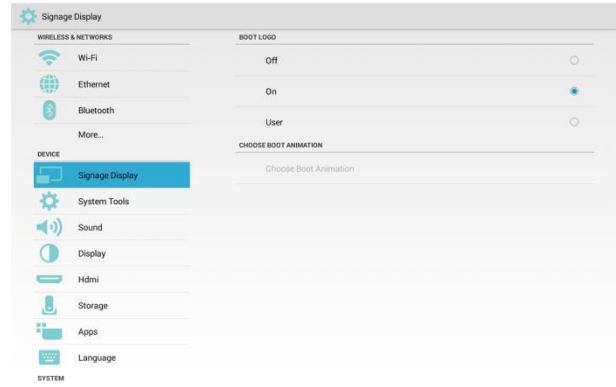 Signage Display
WIRELESS & NETWORKS
Wi-Fi
Ethernet
Bluetooth
More...
DEVICE
Signage Display
System Tools
Sound
Display
Hdmi
Storage
Apps
Language
SYSTEM
BOOT LOGO
Off
On
User
CHOOSE BOOT ANIMATION
Choose Boot Animation